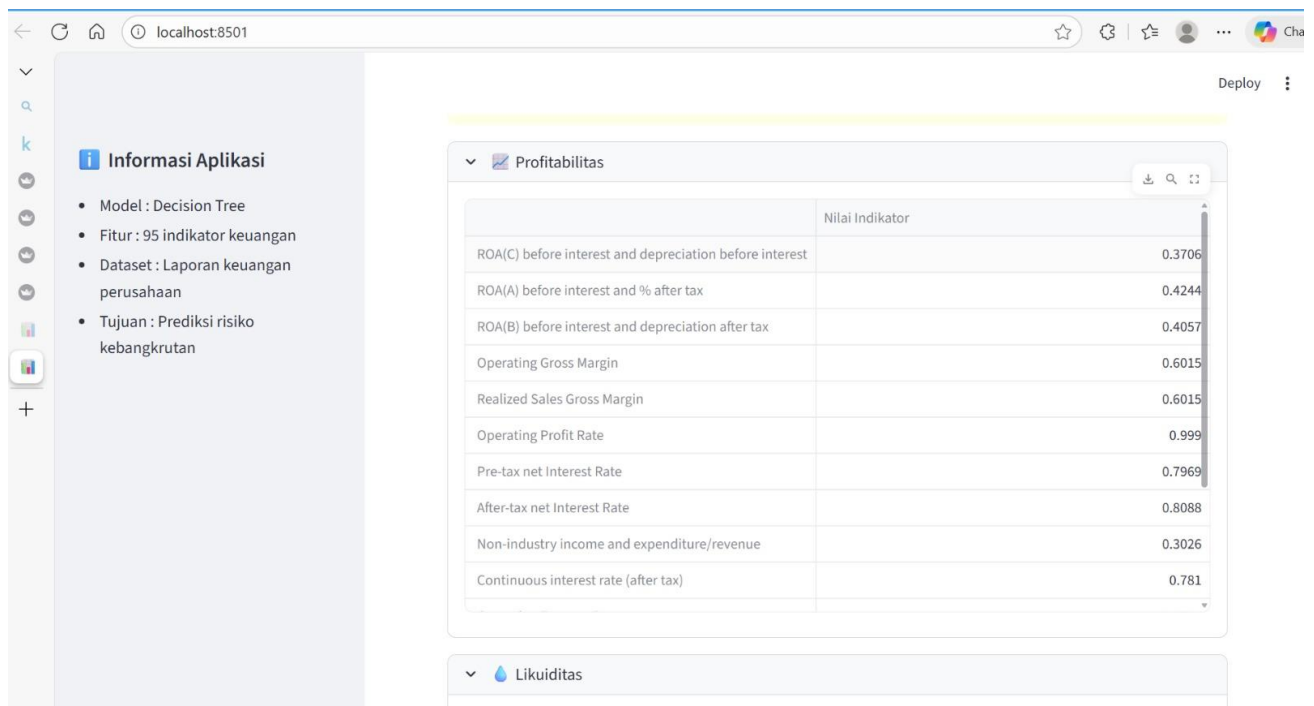 localhost:8501
Cha
Deploy
k
Informasi Aplikasi
Model : Decision Tree
Fitur : 95 indikator keuangan
Dataset : Laporan keuangan
perusahaan
Tujuan : Prediksi risiko
kebangkrutan
Profitabilitas
Nilai Indikator
ROA(C) before interest and depreciation before interest 0.3706
ROA(A) before interest and % after tax 0.4244
ROA(B) before interest and depreciation after tax 0.4057
Operating Gross Margin 0.6015
Realized Sales Gross Margin 0.6015
Operating Profit Rate 0.999
Pre-tax net Interest Rate 0.7969
After-tax net Interest Rate 0.8088
Non-industry income and expenditure/revenue 0.3026
Continuous interest rate (after tax) 0.781
Likuiditas